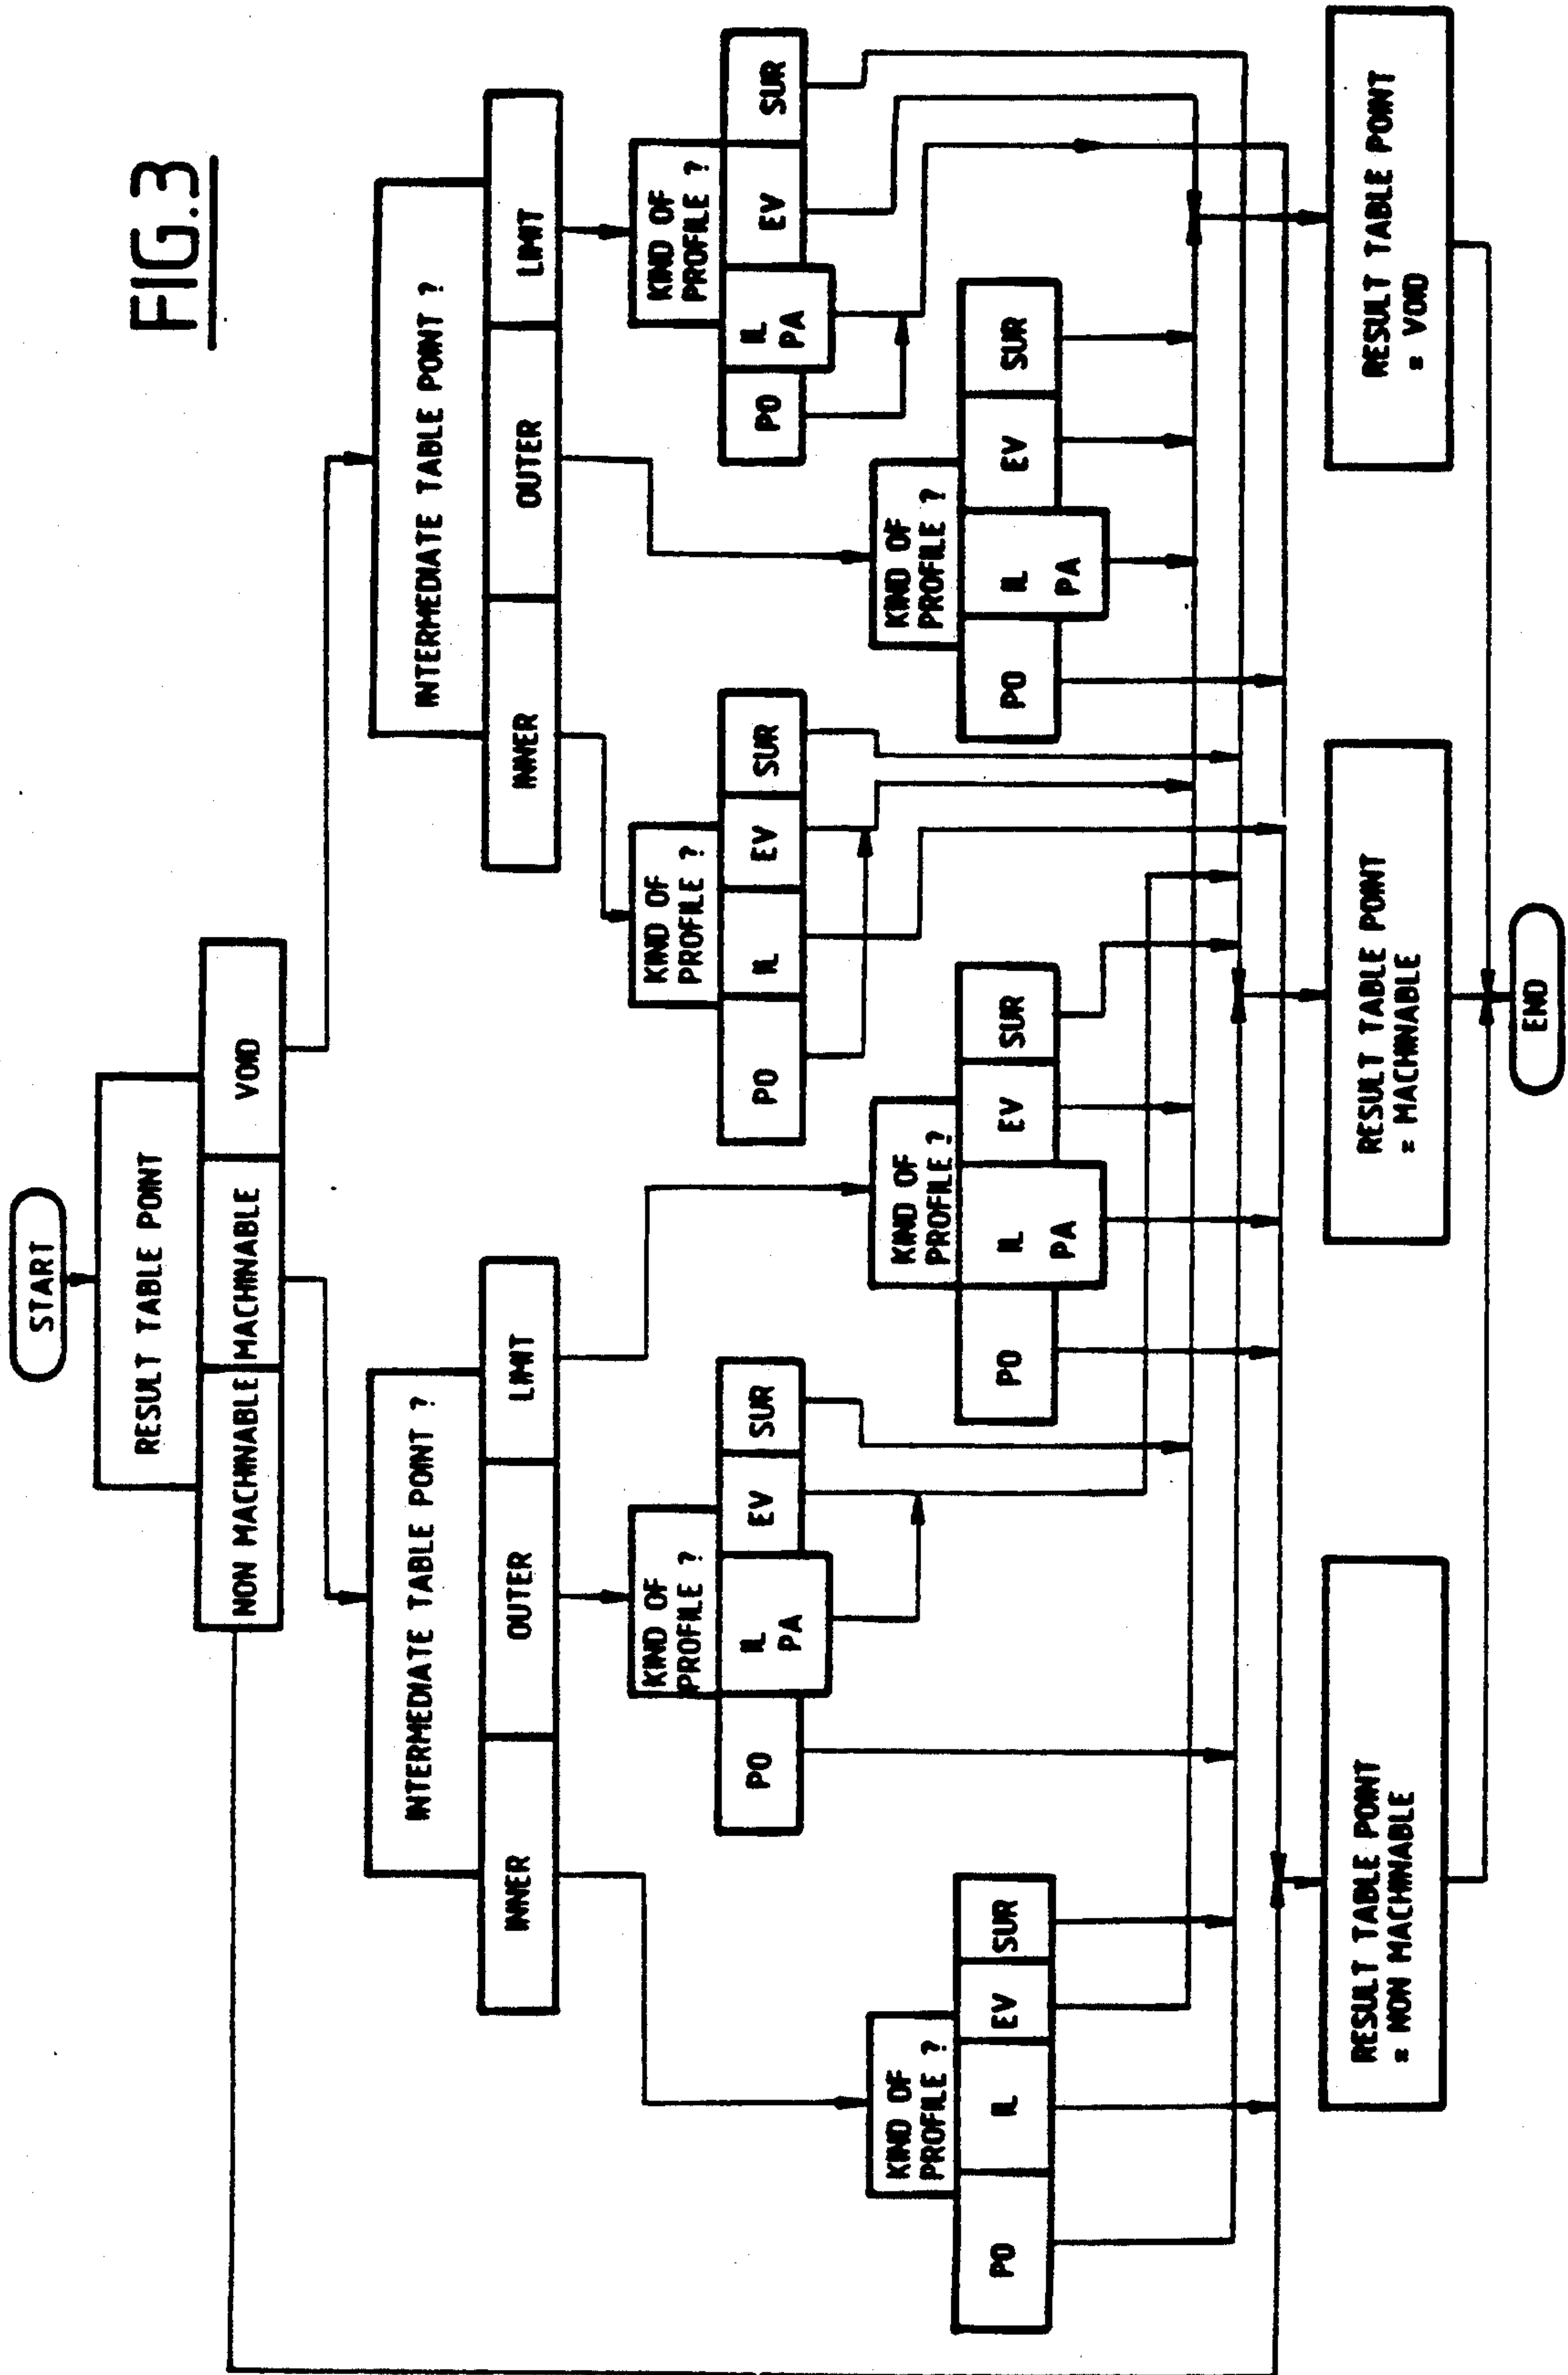 FIG.3
START
RESULT TABLE POINT
NON MACHINABLE
MACHINABLE
VOID
INTERMEDIATE TABLE POINT ?
INNER
OUTER
LIMIT
INTERMEDIATE TABLE POINT ?
INNER
OUTER
LIMIT
KIND OF
PROFILE ?
PO
IL
PA
EV
SUR
KIND OF
PROFILE ?
PO
IL
EV
SUR
KIND OF
PROFILE ?
PO
IL
PA
EV
SUR
KIND OF
PROFILE ?
PO
IL
EV
SUR
KIND OF
PROFILE ?
PO
IL
PA
EV
SUR
KIND OF
PROFILE ?
PO
IL
PA
EV
SUR
RESULT TABLE POINT
= NON MACHINABLE
RESULT TABLE POINT
= MACHINABLE
RESULT TABLE POINT
= VOID
END